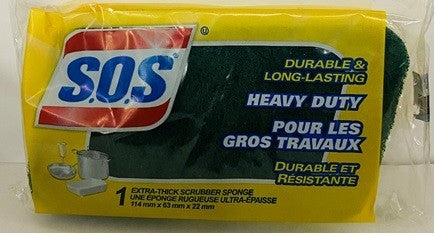 S.O.S
DURABLE &
LONG-LASTING
HEAVY DUTY
POUR LES
GROS TRAVAUX
DURABLE ET
RÉSISTANTE
1 EXTRA-THICK SCRUBBER SPONGE
UNE ÉPONGE RUGUEUSE ULTRA-ÉPAISSE
114 mm x 63 mm x 22 mm